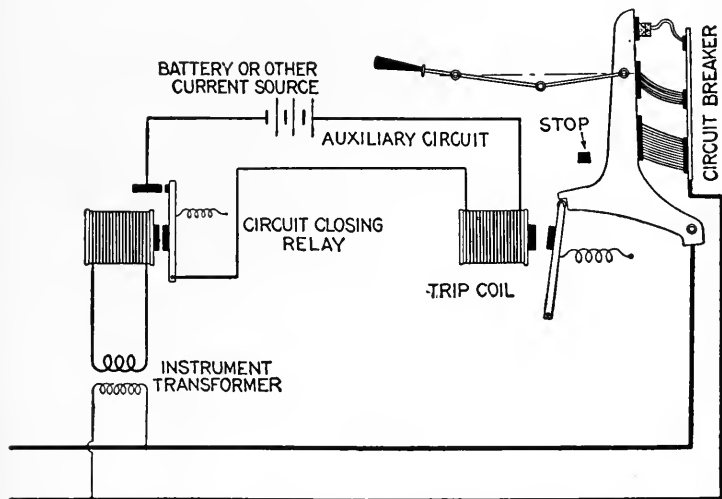 BATTERY OR OTHER
CURRENT SOURCE
AUXILIARY CIRCUIT
STOP
CIRCUIT BREAKER
CIRCUIT CLOSING
RELAY
TRIP COIL
INSTRUMENT
TRANSFORMER